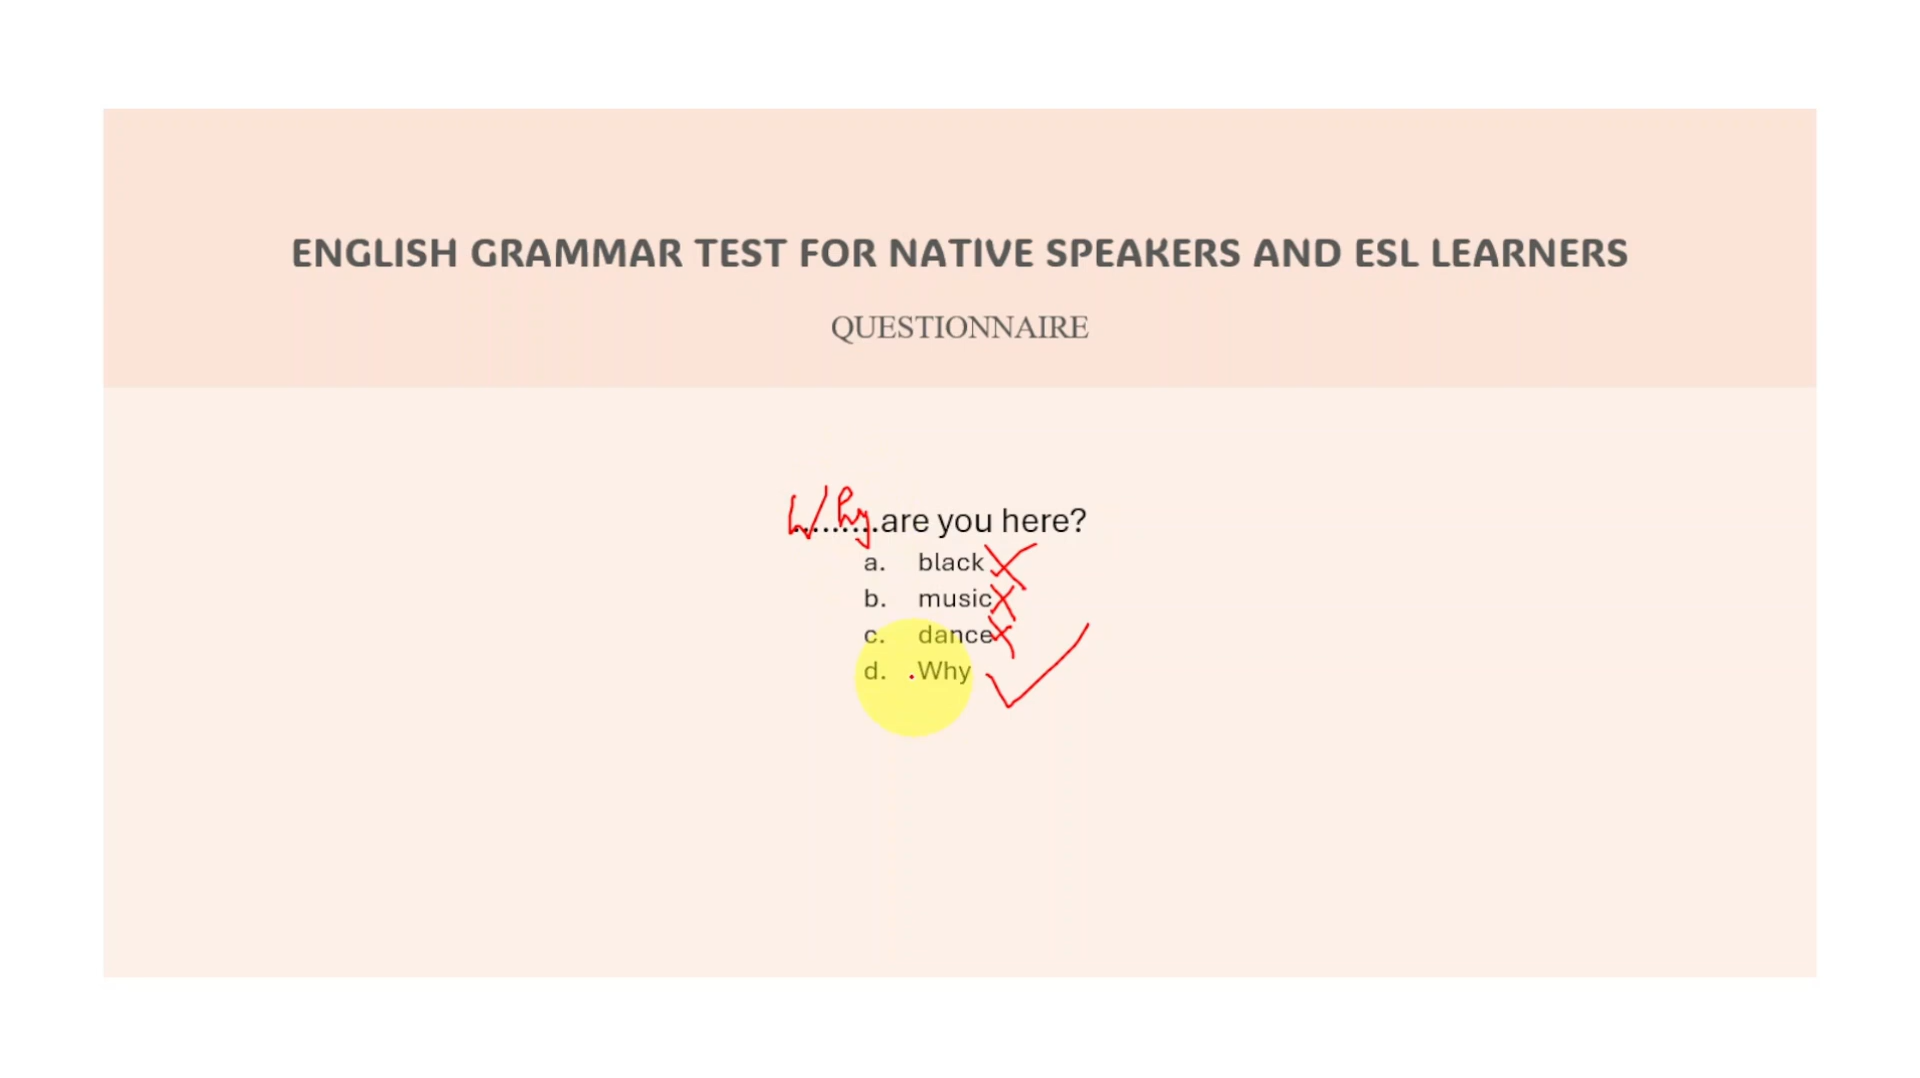 ENGLISH GRAMMAR TEST FOR NATIVE SPEAKERS AND ESL LEARNERS
QUESTIONNAIRE
Why.........are you here?
a. black
b. music
c. dance
d. Why